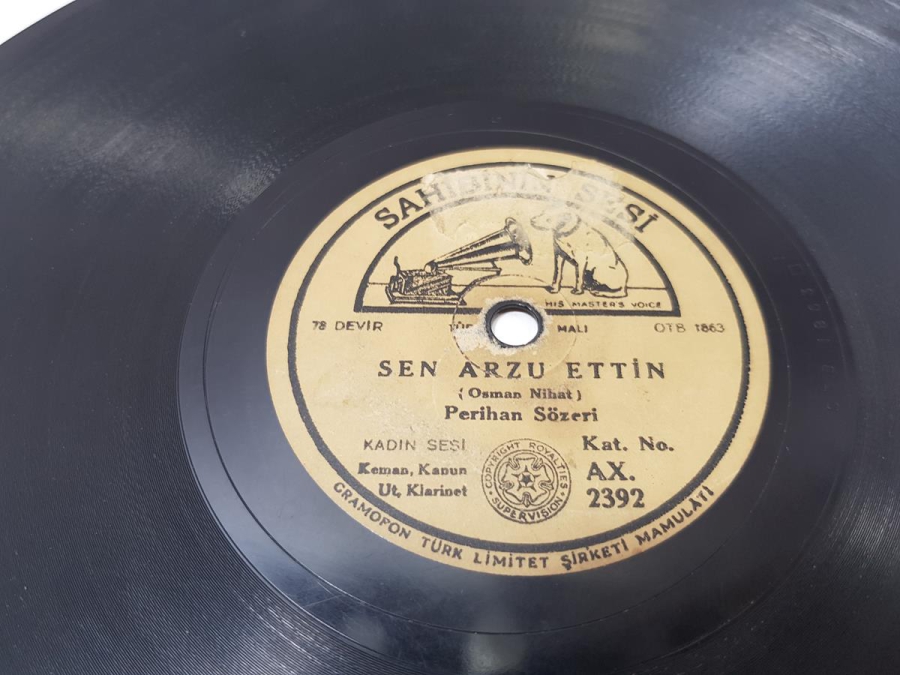 SAHİBİNİN SESİ
HIS MASTER'S VOICE
78 DEVİR
MALI
OTB 1863
SEN ARZU ETTİN
(Osman Nihat)
Perihan Sözeri
KADIN SESİ
Keman, Kanun
Ut, Klarinet
COPYRIGHT ROYALTIES
SUPERVISION
Kat. No.
AX.
2392
GRAMOFON TÜRK LİMİTET ŞİRKETİ MAMULATI